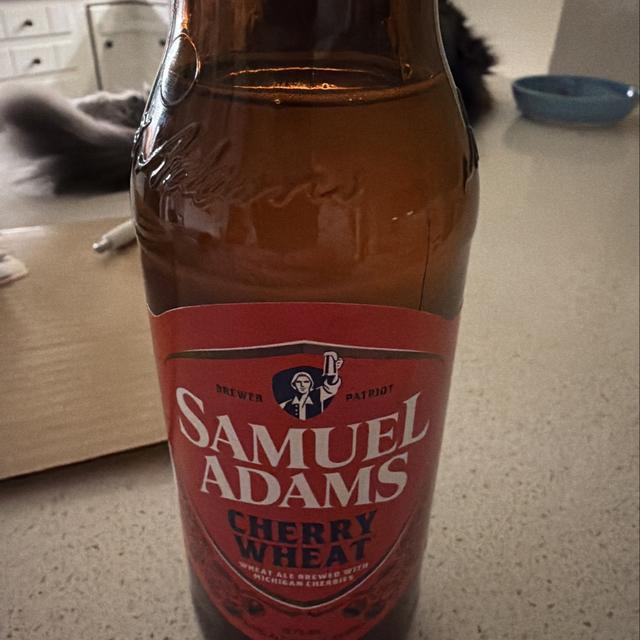 BREWER PATRIOT
SAMUEL
ADAMS
CHERRY
WHEAT
WHEAT ALE BREWED WITH
MICHIGAN CHERRIES